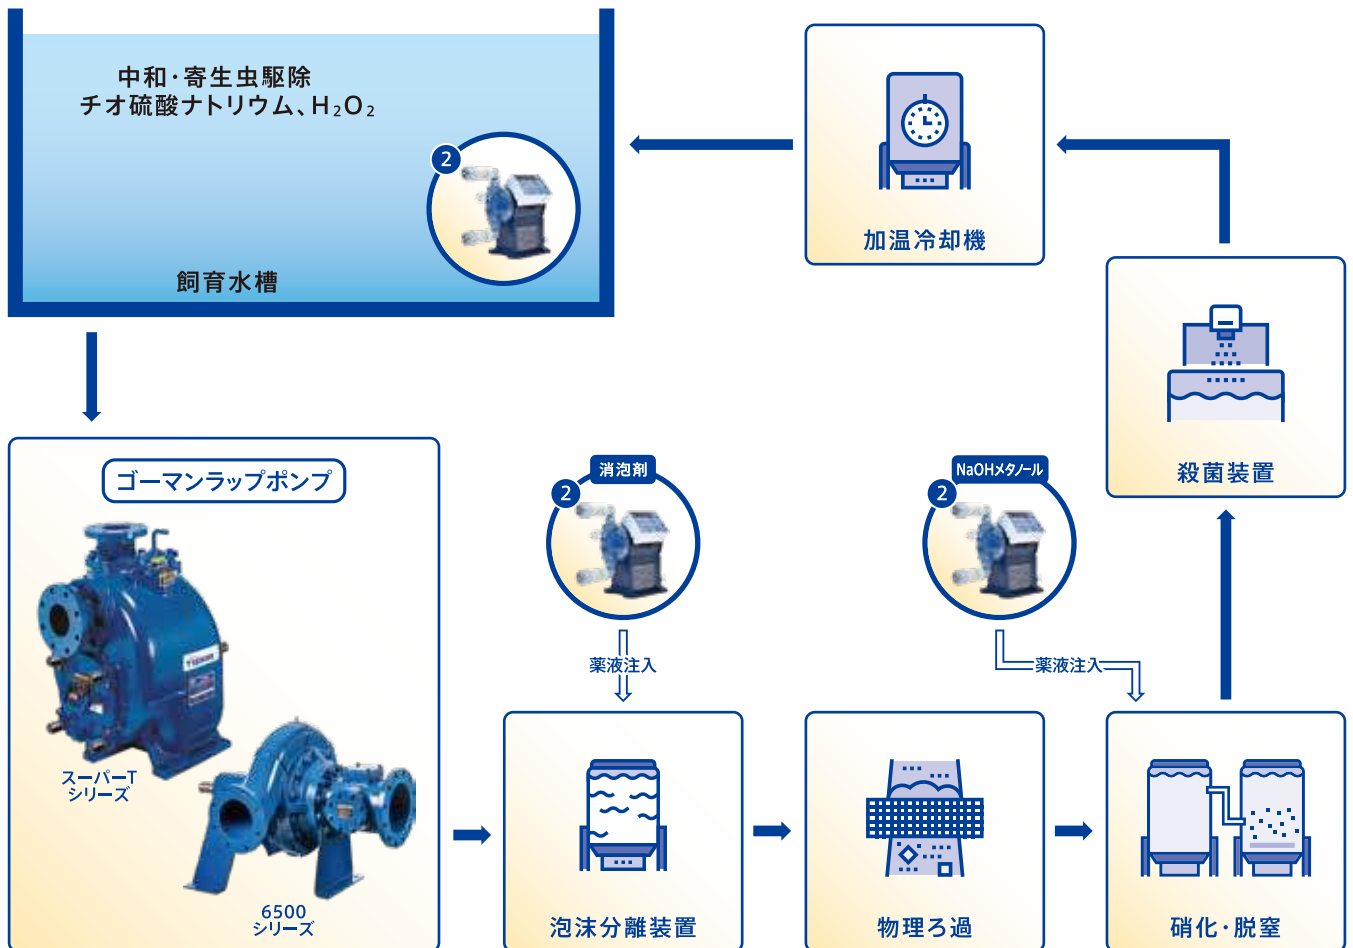 中和・寄生虫駆除
チオ硫酸ナトリウム、H₂O₂
2
飼育水槽
加温冷却機
殺菌装置
ゴーマンラップポンプ
スーパーT
シリーズ
6500
シリーズ
消泡剤
2
薬液注入
NaOHメタノール
2
薬液注入
泡沫分離装置
物理ろ過
硝化・脱窒